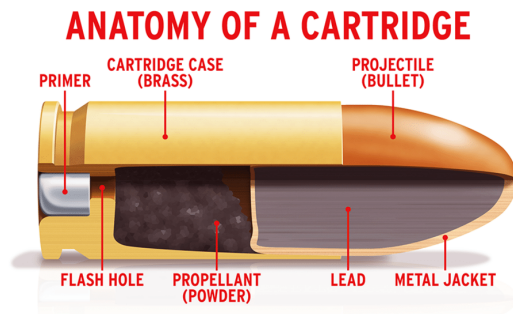 ANATOMY OF A CARTRIDGE
PRIMER
CARTRIDGE CASE
(BRASS)
PROJECTILE
(BULLET)
FLASH HOLE
PROPELLANT
(POWDER)
LEAD
METAL JACKET